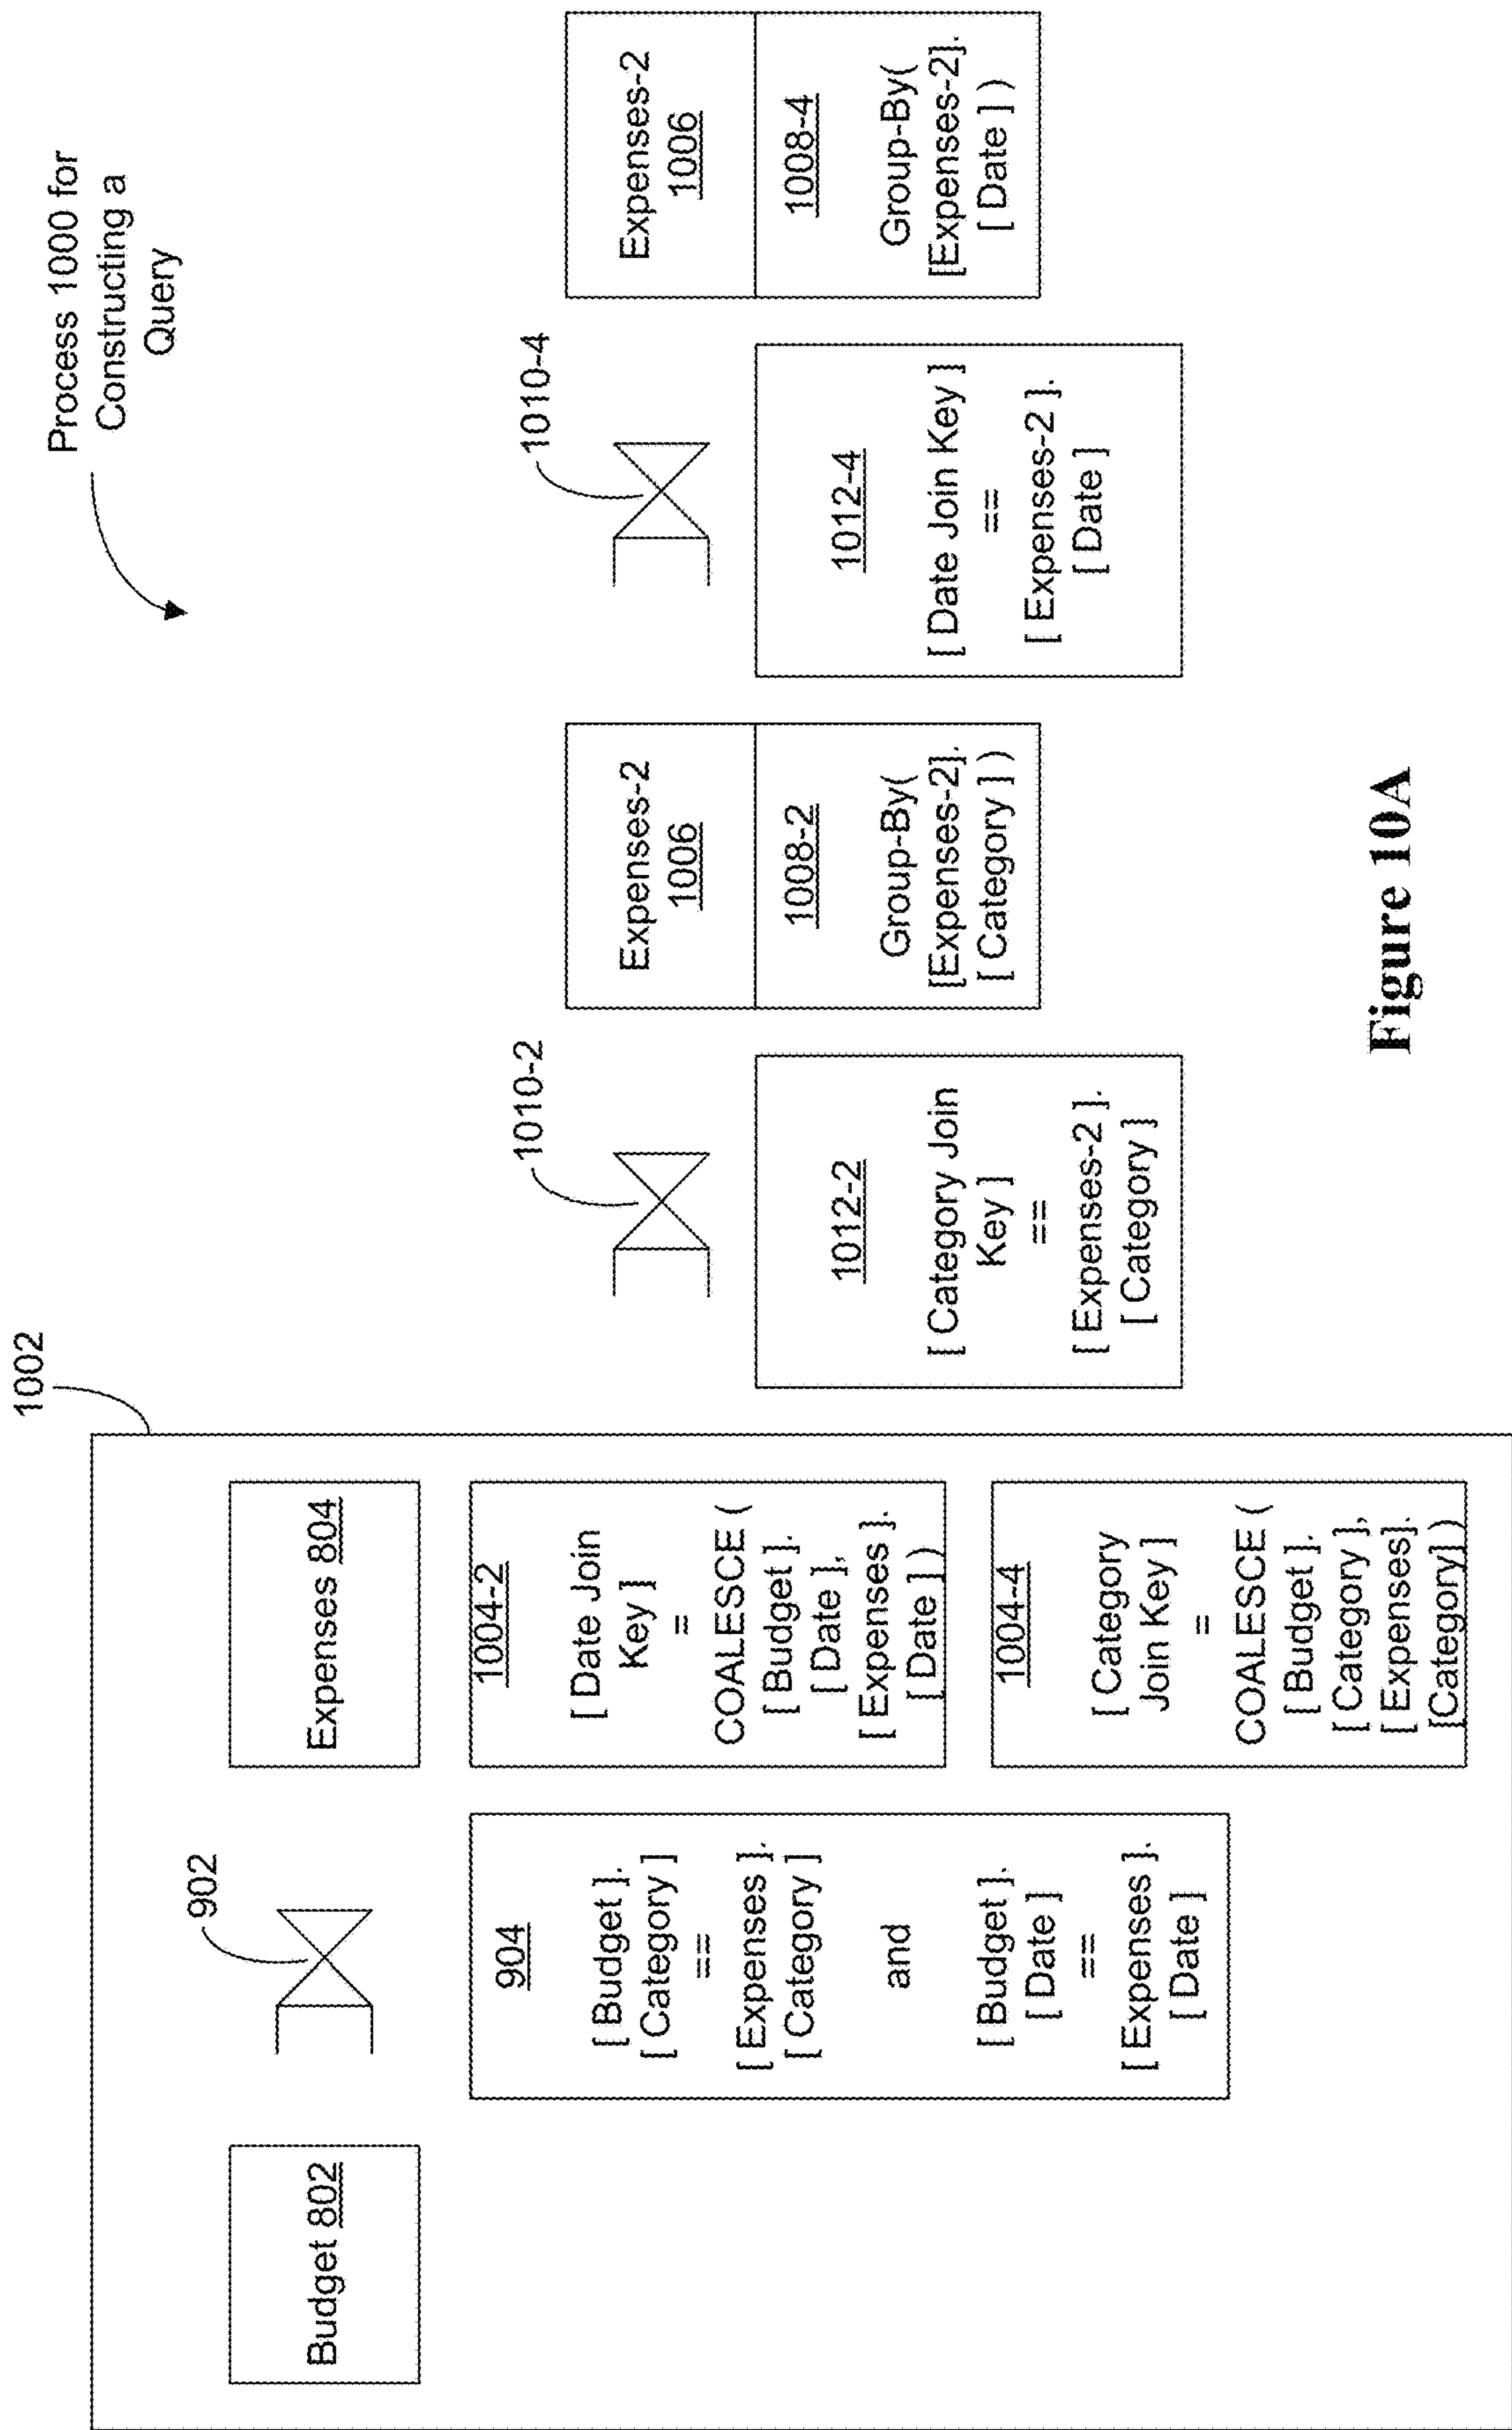 Process 1000 for
Constructing a
Query
1002
Budget 802
902
904
[ Budget ].
[ Category ]
==
[ Expenses ].
[ Category ]
and
[ Budget ].
[ Date ]
==
[ Expenses ].
[ Date ]
Expenses 804
1004-2
[ Date Join
Key ]
=
COALESCE (
[ Budget ].
[ Date ],
[ Expenses ].
[ Date ] )
1004-4
[ Category
Join Key ]
=
COALESCE (
[ Budget ].
[ Category ],
[ Expenses].
[Category] )
1010-2
1012-2
[ Category Join
Key ]
==
[ Expenses-2 ].
[ Category ]
Expenses-2
1006
1008-2
Group-By(
[Expenses-2].
[ Category ] )
1010-4
1012-4
[ Date Join Key ]
==
[ Expenses-2 ].
[ Date ]
Expenses-2
1006
1008-4
Group-By(
[Expenses-2].
[ Date ] )
Figure 10A